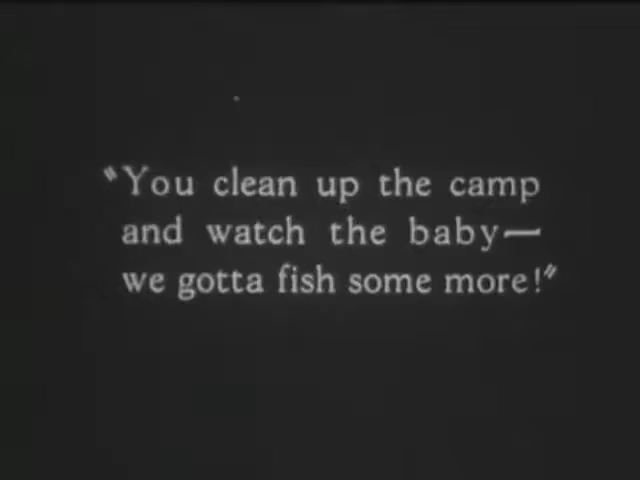 "You clean up the camp
and watch the baby—
we gotta fish some more!"